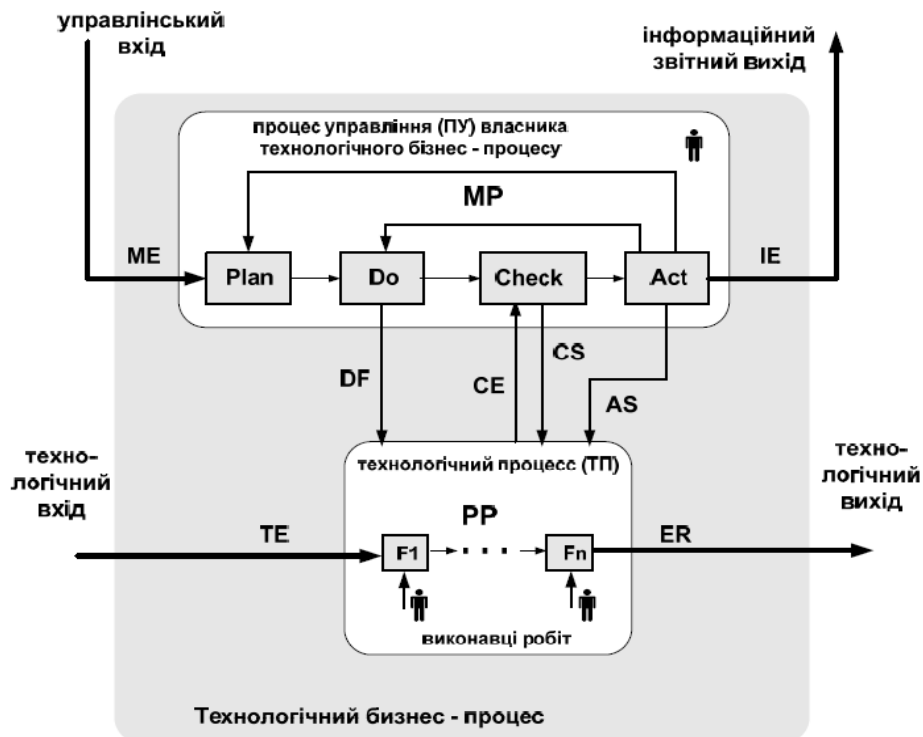 управлінський
вхід
інформаційний
звітний вихід
процес управління (ПУ) власника
технологічного бізнес - процесу
MP
ME
IE
Plan
Do
Check
Act
DF
CE
CS
AS
техно-
логічний
вхід
технологічний процесс (ТП)
техно-
логічний
вихід
PP
TE
ER
F1
. . .
Fn
виконавці робіт
Технологічний бизнес - процес